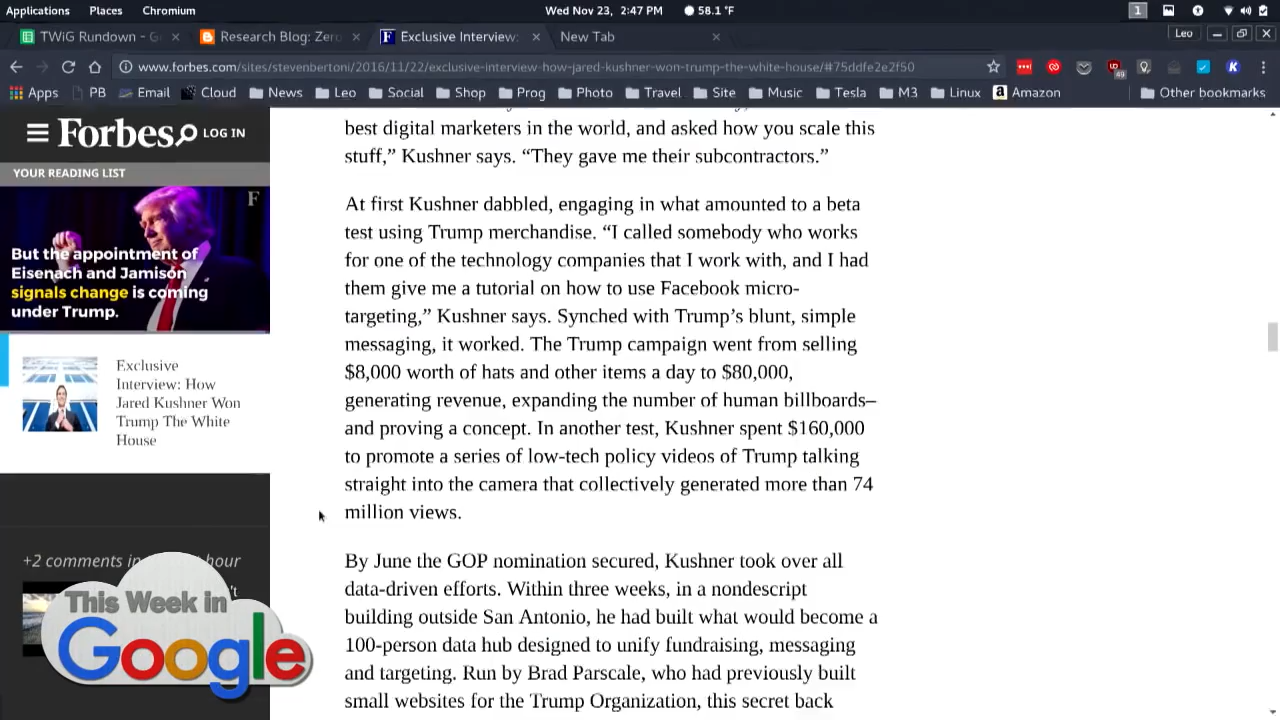 Applications Places Chromium Wed Nov 23, 2:47 PM 58.1 °F 1
TWiG Rundown - G × Research Blog: Zero × Exclusive Interview: × New Tab × Leo
www.forbes.com/sites/stevenbertoni/2016/11/22/exclusive-interview-how-jared-kushner-won-trump-the-white-house/#75ddfe2e2f50
Apps PB Email Cloud News Leo Social Shop Prog Photo Travel Site Music Tesla M3 Linux Amazon Other bookmarks
Forbes LOG IN
YOUR READING LIST
F
But the appointment of
Eisenach and Jamison
signals change is coming
under Trump.
Exclusive
Interview: How
Jared Kushner Won
Trump The White
House
+2 comments in hour
best digital marketers in the world, and asked how you scale this
stuff,” Kushner says. “They gave me their subcontractors.”
At first Kushner dabbled, engaging in what amounted to a beta
test using Trump merchandise. “I called somebody who works
for one of the technology companies that I work with, and I had
them give me a tutorial on how to use Facebook micro-
targeting,” Kushner says. Synched with Trump’s blunt, simple
messaging, it worked. The Trump campaign went from selling
$8,000 worth of hats and other items a day to $80,000,
generating revenue, expanding the number of human billboards–
and proving a concept. In another test, Kushner spent $160,000
to promote a series of low-tech policy videos of Trump talking
straight into the camera that collectively generated more than 74
million views.
By June the GOP nomination secured, Kushner took over all
data-driven efforts. Within three weeks, in a nondescript
building outside San Antonio, he had built what would become a
100-person data hub designed to unify fundraising, messaging
and targeting. Run by Brad Parscale, who had previously built
small websites for the Trump Organization, this secret back
This Week in
Google